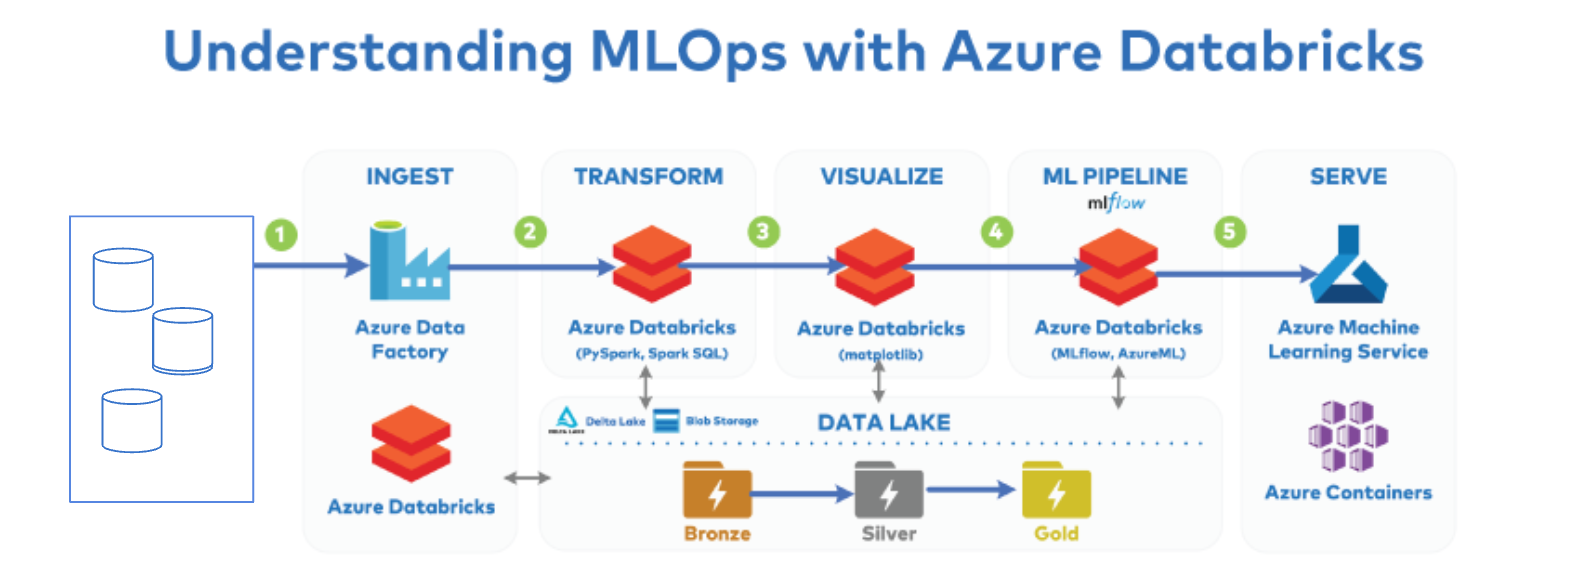 Understanding MLOps with Azure Databricks
INGEST
TRANSFORM
VISUALIZE
ML PIPELINE
SERVE
mlflow
1
2
3
4
5
Azure Data
Factory
Azure Databricks
(PySpark, Spark SQL)
Azure Databricks
(matplotlib)
Azure Databricks
(MLflow, AzureML)
Azure Machine
Learning Service
DELTA LAKE
Delta Lake
Blob Storage
DATA LAKE
Azure Databricks
Bronze
Silver
Gold
Azure Containers